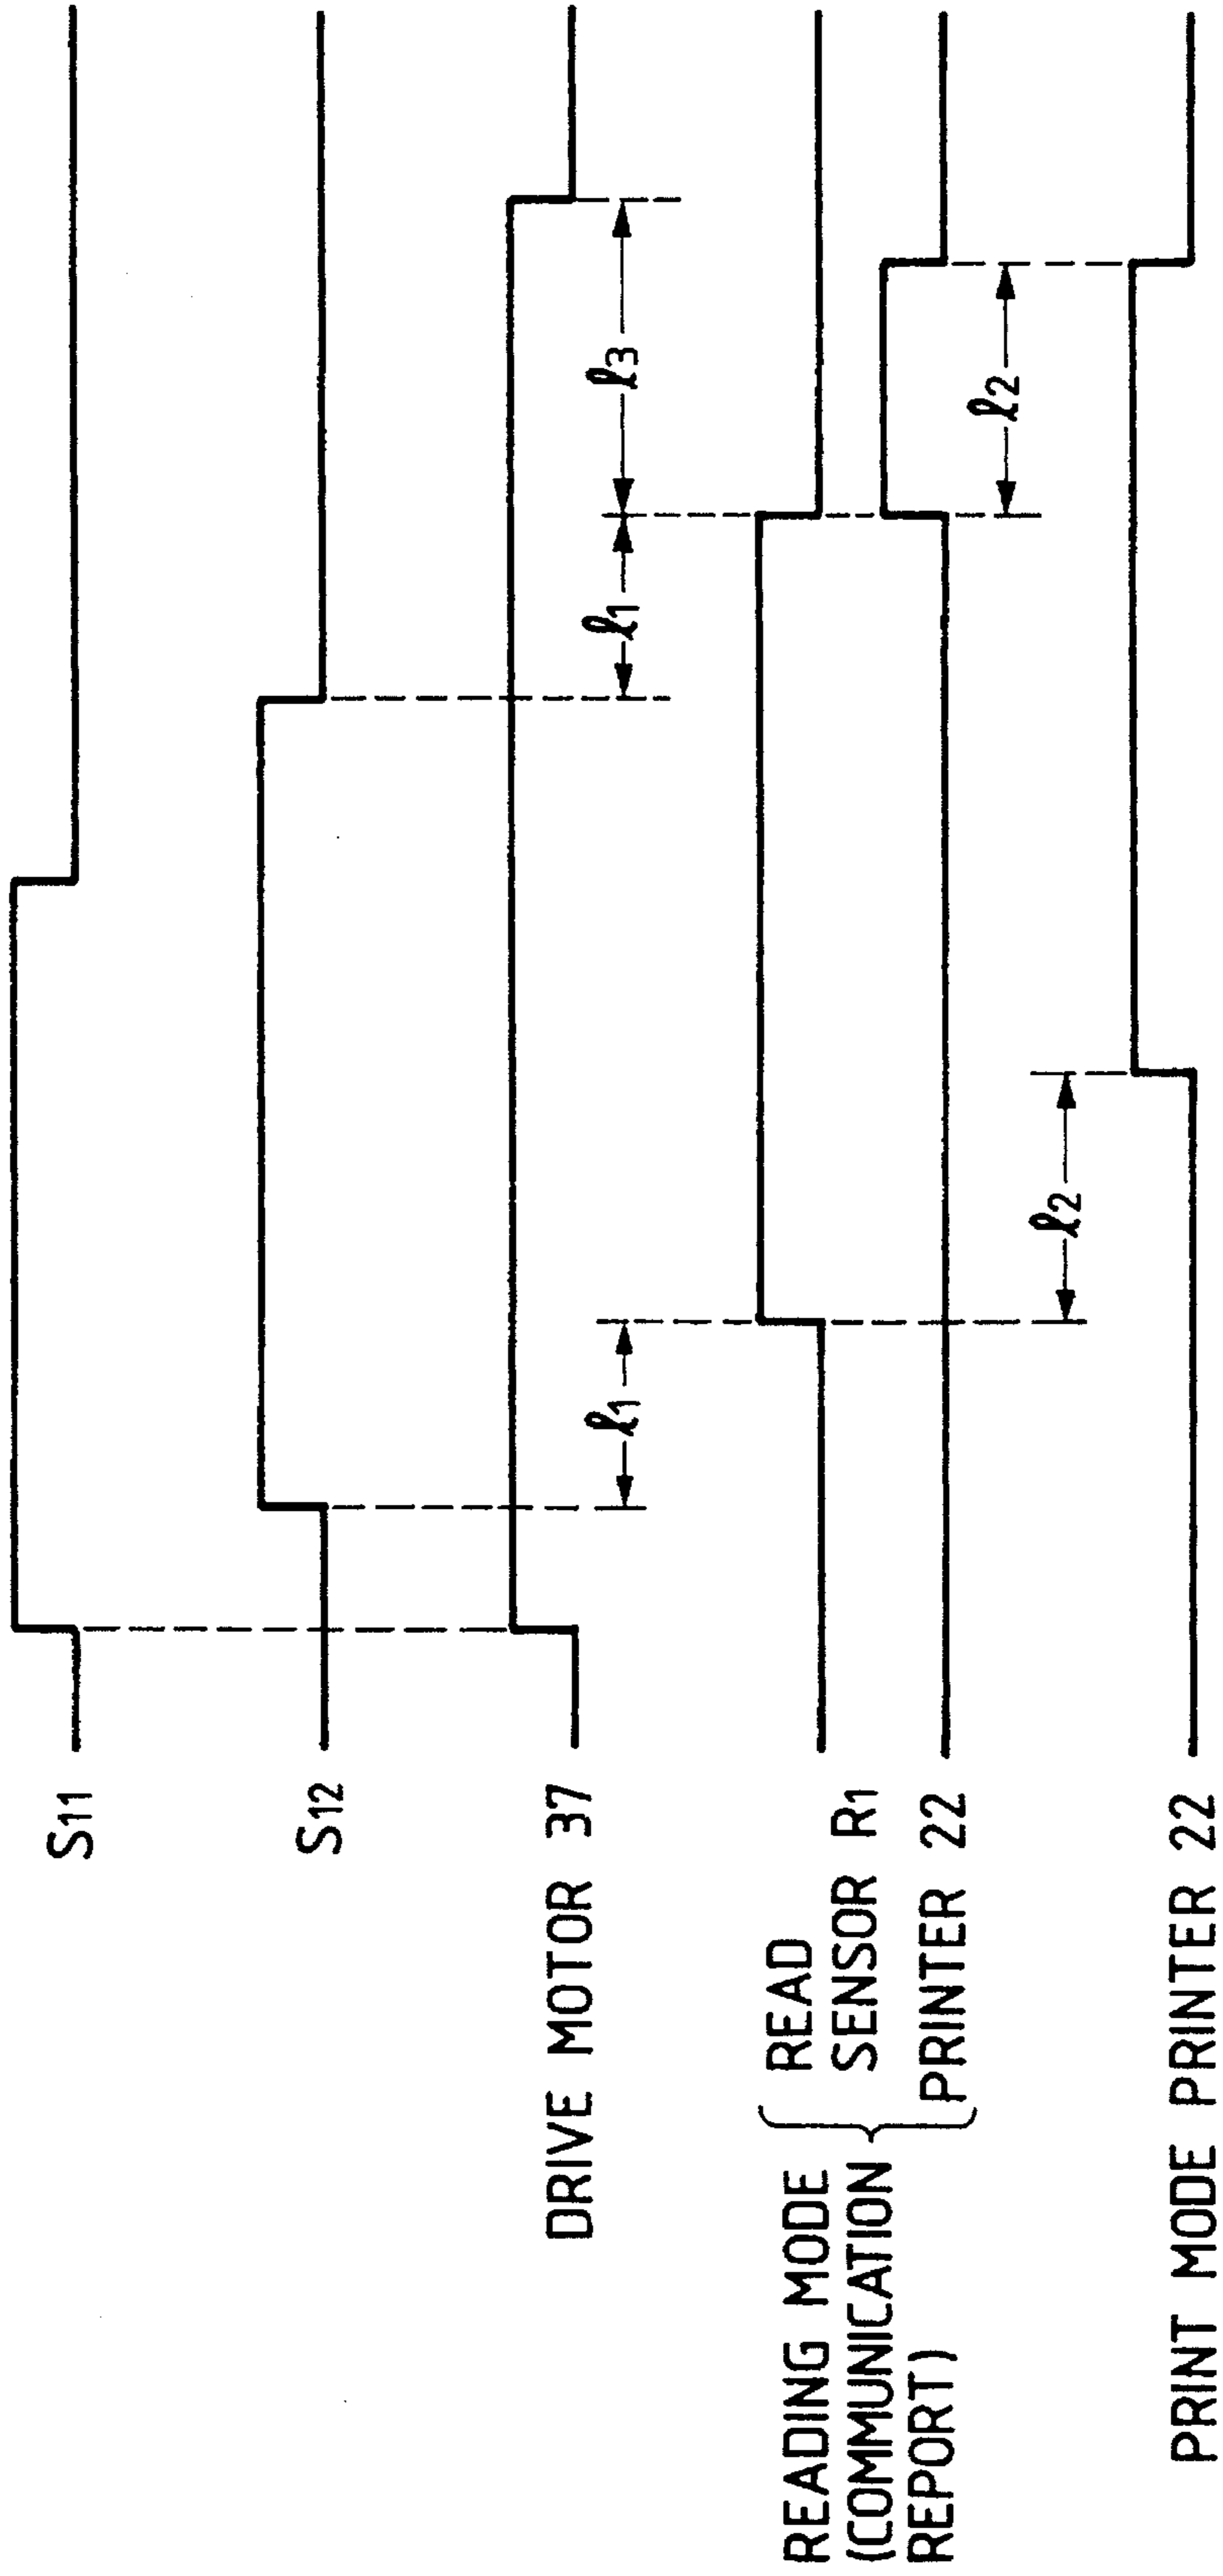 S11
S12
DRIVE MOTOR 37
ℓ1
ℓ1
ℓ3
READING MODE
(COMMUNICATION
REPORT)
READ
SENSOR R1
PRINTER 22
ℓ2
ℓ2
PRINT MODE PRINTER 22